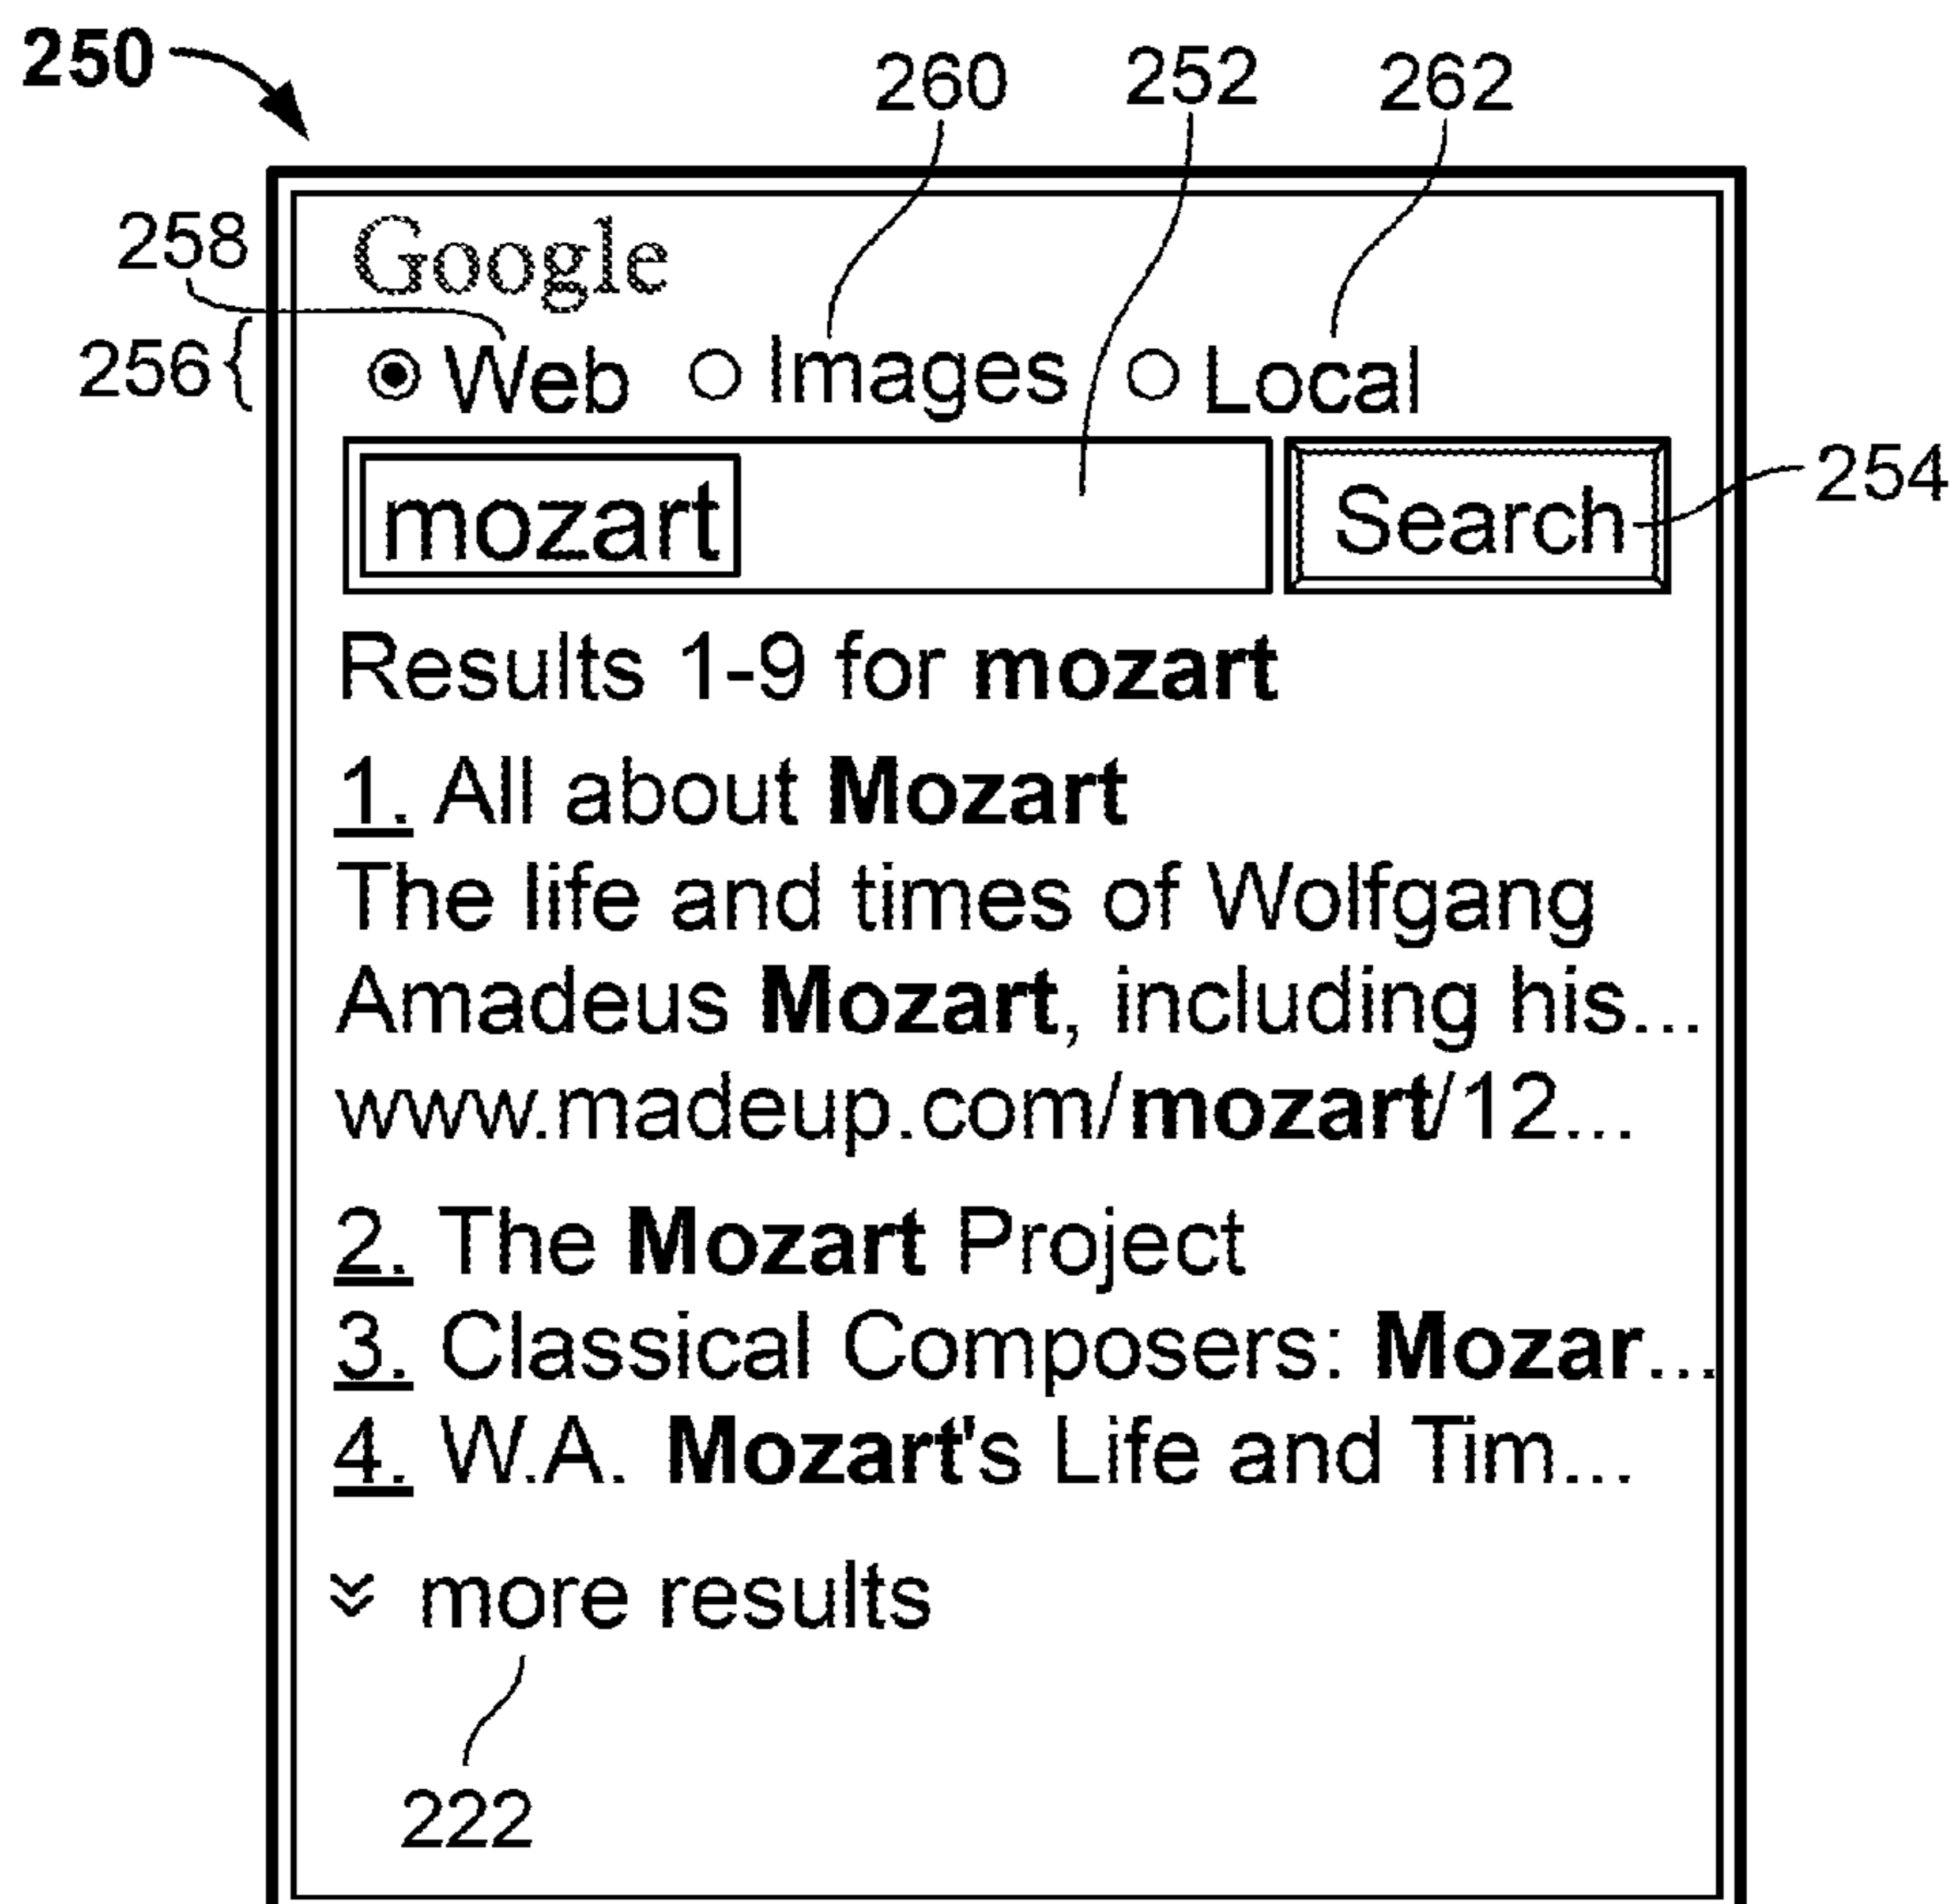 250
260 252 262
258
Google
256
Web Images Local
mozart Search
254
Results 1-9 for mozart
1. All about Mozart
The life and times of Wolfgang
Amadeus Mozart, including his...
www.madeup.com/mozart/12...
2. The Mozart Project
3. Classical Composers: Mozar...
4. W.A. Mozart's Life and Tim...
more results
222